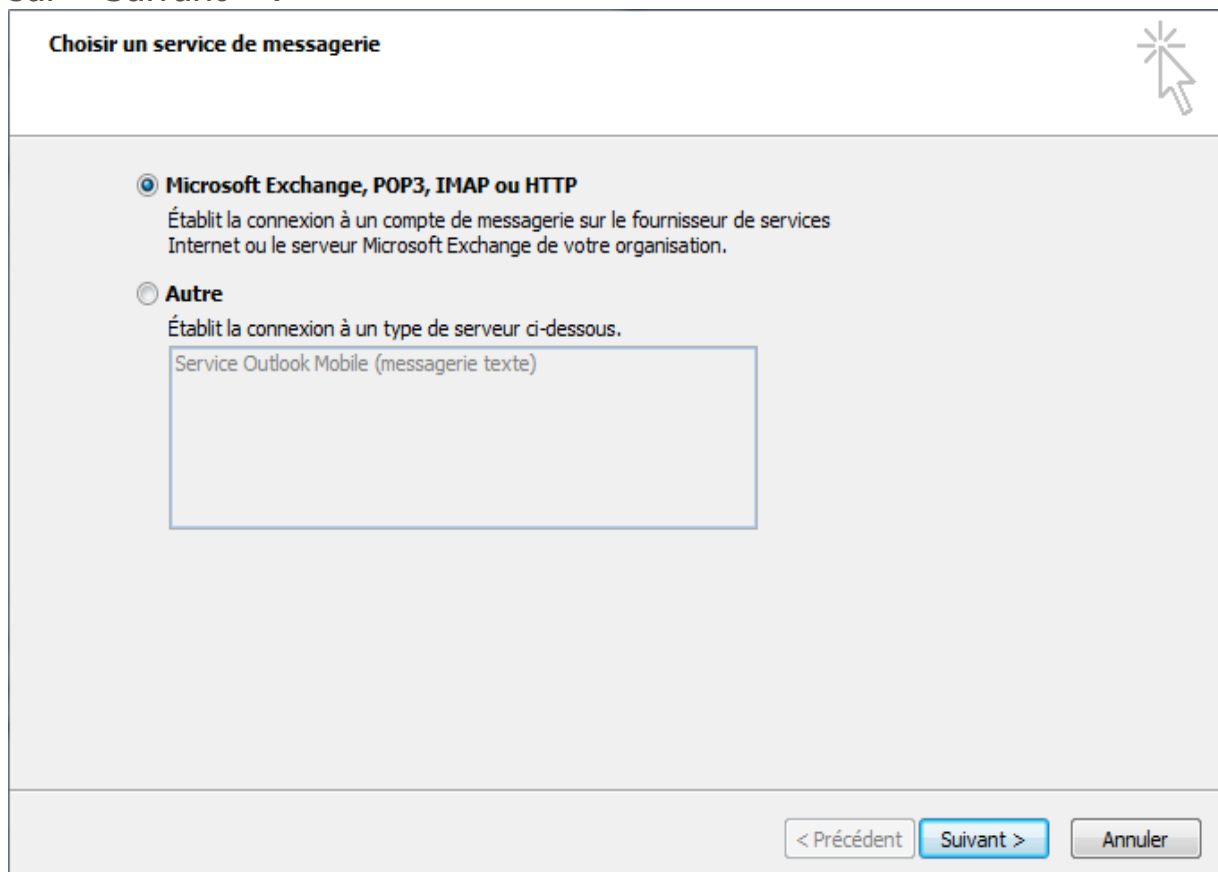 Choisir un service de messagerie
Microsoft Exchange, POP3, IMAP ou HTTP
Établit la connexion à un compte de messagerie sur le fournisseur de services
Internet ou le serveur Microsoft Exchange de votre organisation.
Autre
Établit la connexion à un type de serveur ci-dessous.
Service Outlook Mobile (messagerie texte)
< Précédent Suivant > Annuler